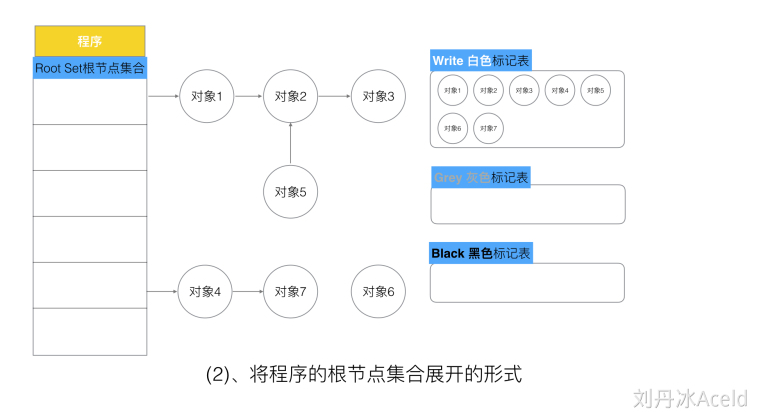 程序
Root Set根节点集合
Write 白色标记表
对象1 对象2 对象3 对象4 对象5
对象6 对象7
对象1 对象2 对象3
Grey 灰色标记表
对象5
Black 黑色标记表
对象4 对象7 对象6
(2)、将程序的根节点集合展开的形式
刘丹冰Aceld